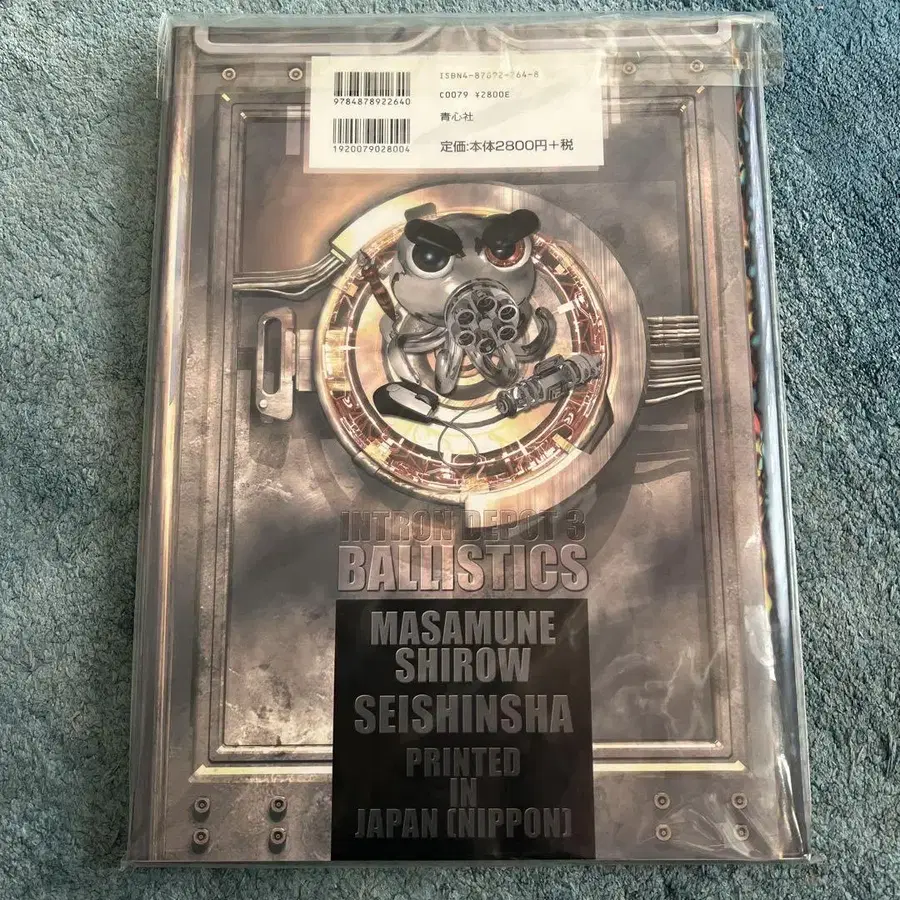 ISBN4-87892-264-8
9784878922640
C0079 ¥2800E
青心社
1920079028004
定価:本体2800円+税
INTRON DEPOT 3
BALLISTICS
MASAMUNE
SHIROW
SEISHINSHA
PRINTED
IN
JAPAN (NIPPON)